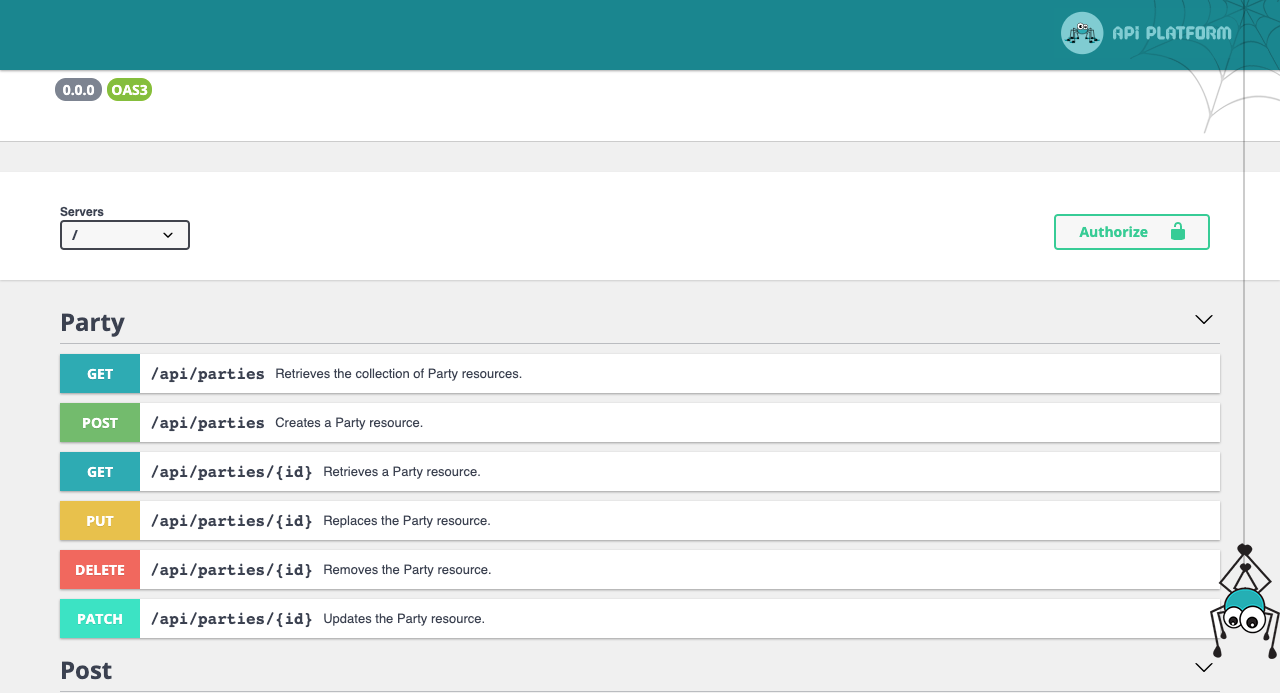 APi PLATFORM
0.0.0 OAS3
Servers
/
Authorize
Party
GET /api/parties Retrieves the collection of Party resources.
POST /api/parties Creates a Party resource.
GET /api/parties/{id} Retrieves a Party resource.
PUT /api/parties/{id} Replaces the Party resource.
DELETE /api/parties/{id} Removes the Party resource.
PATCH /api/parties/{id} Updates the Party resource.
Post